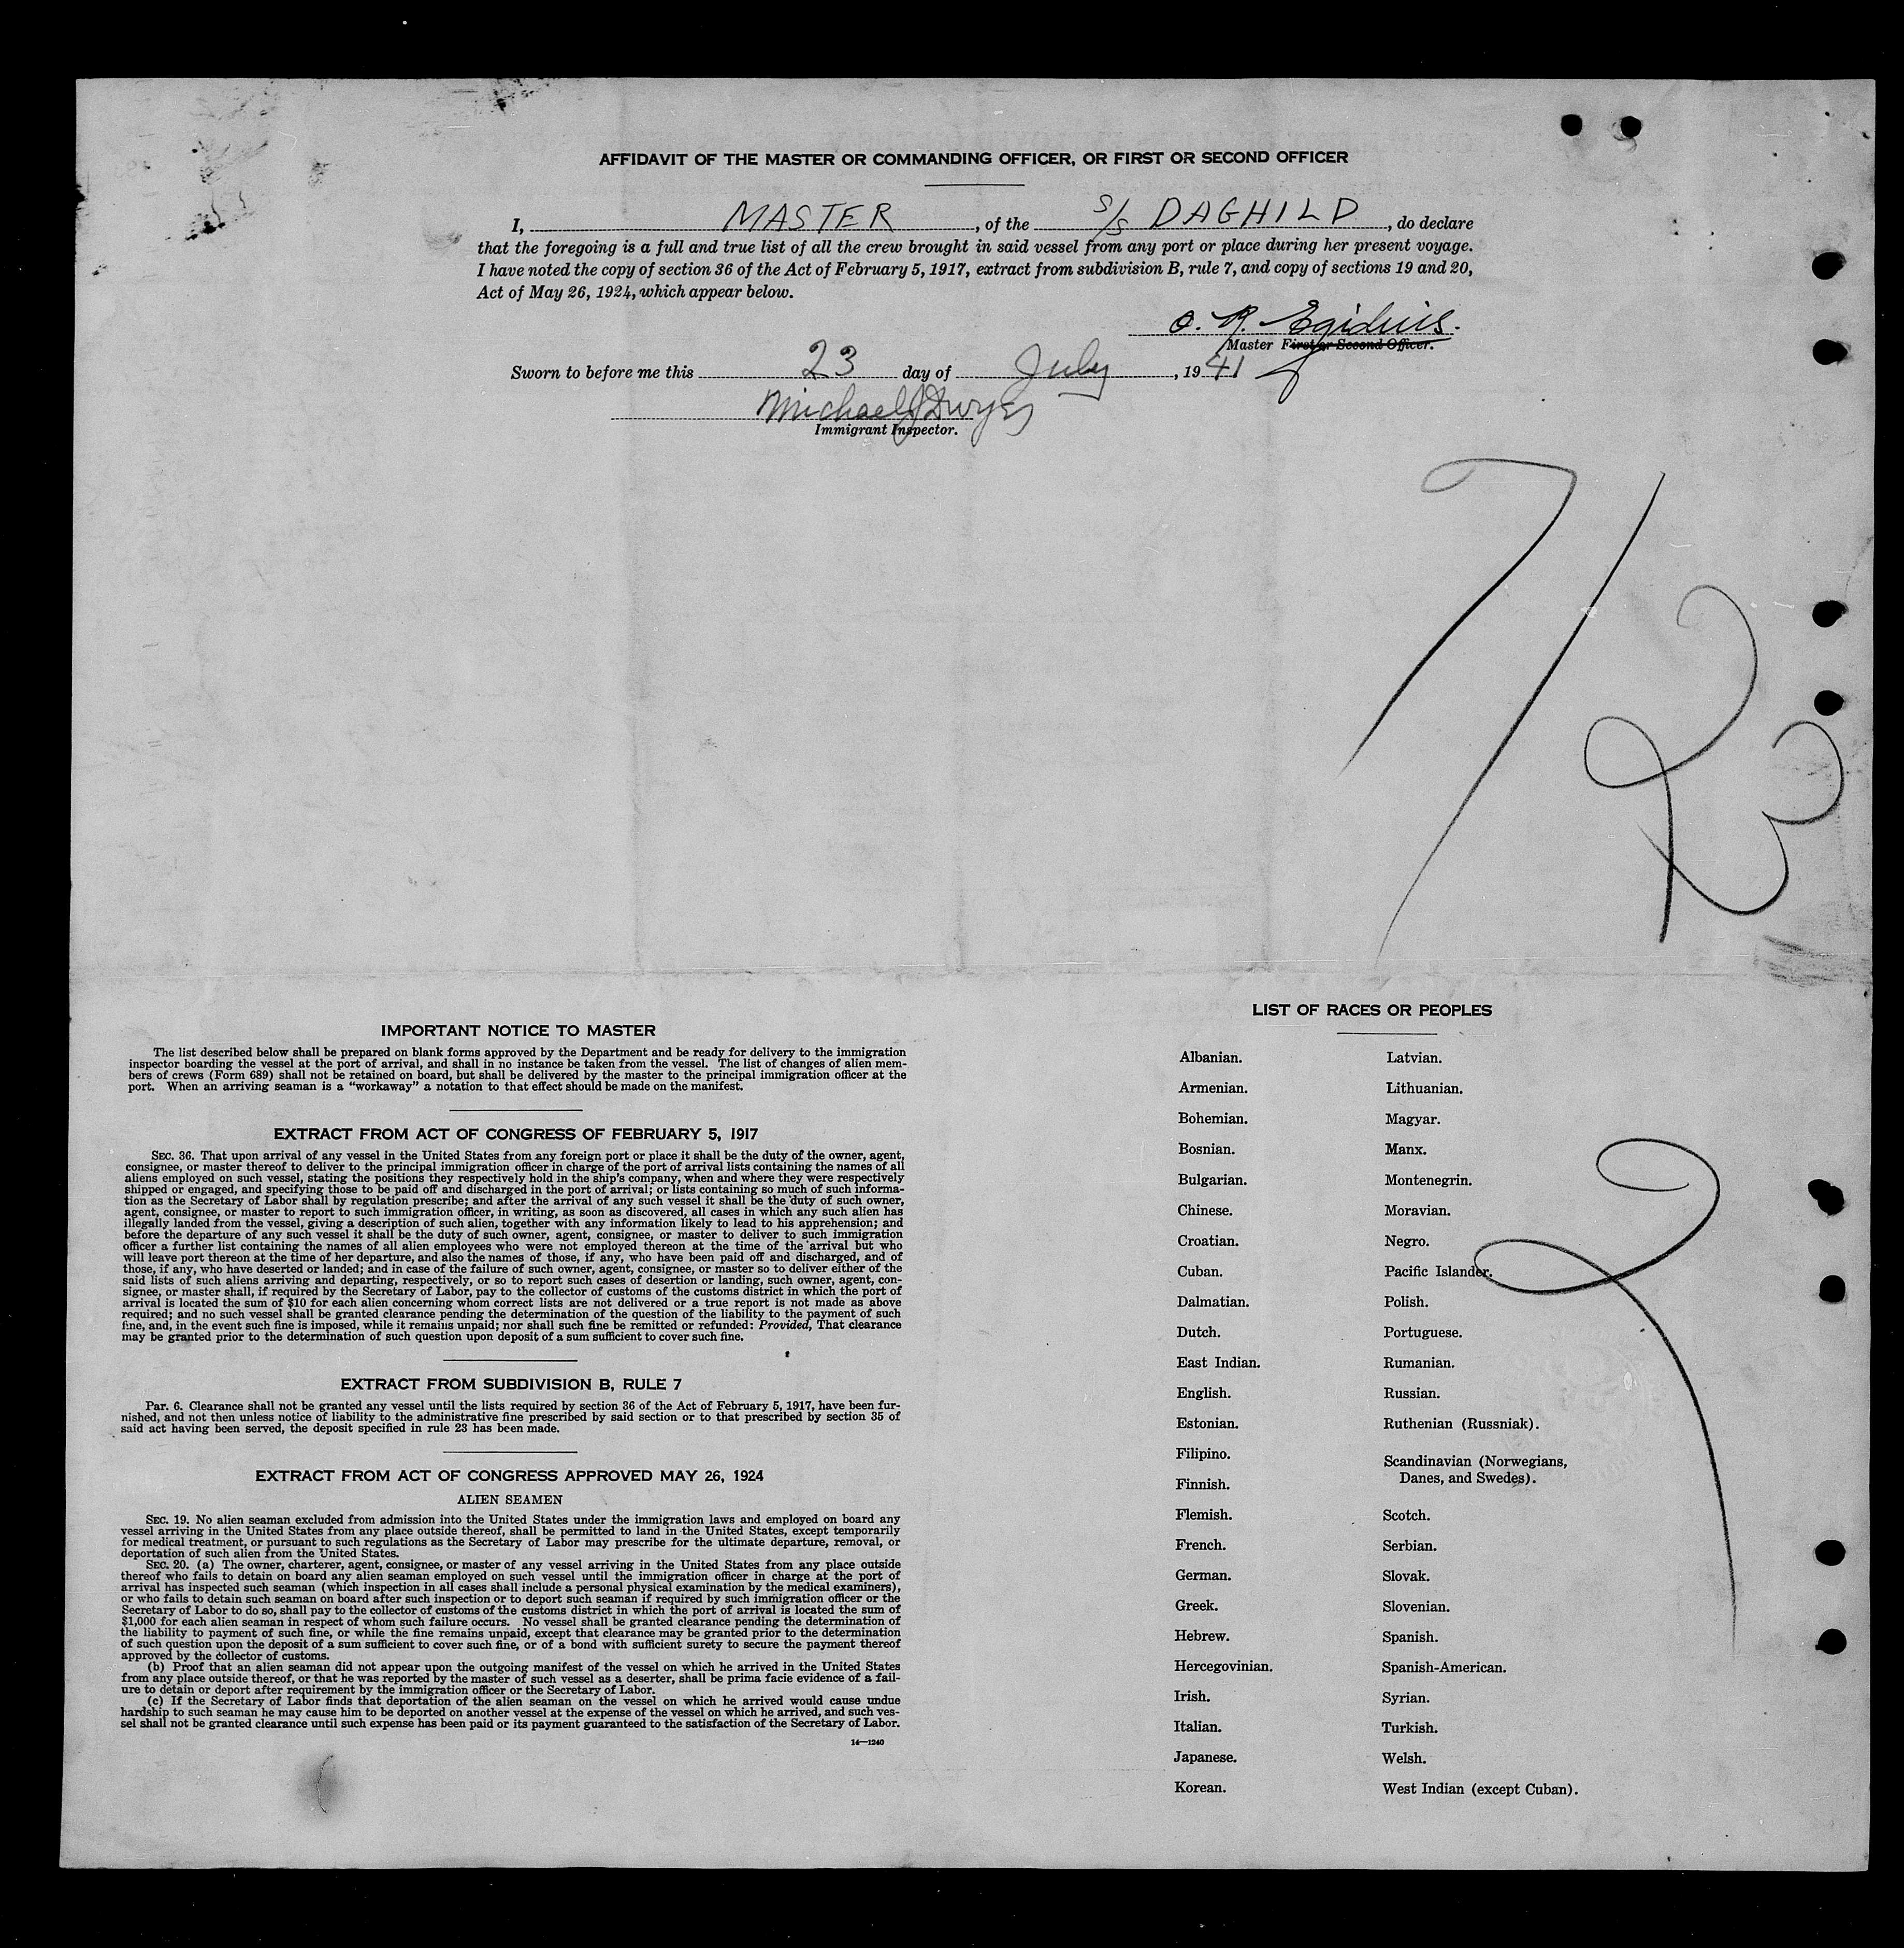 AFFIDAVIT OF THE MASTER OR COMMANDING OFFICER, OR FIRST OR SECOND OFFICER
I, MASTER, of the S/S DAGHILD, do declare
that the foregoing is a full and true list of all the crew brought in said vessel from any port or place during her present voyage.
I have noted the copy of section 36 of the Act of February 5, 1917, extract from subdivision B, rule 7, and copy of sections 19 and 20,
Act of May 26, 1924, which appear below.
O. R. Egidius.
Master First or Second Officer.
Sworn to before me this 23 day of July, 1941
Michael J Dwyer
Immigrant Inspector.
7/23
IMPORTANT NOTICE TO MASTER
The list described below shall be prepared on blank forms approved by the Department and be ready for delivery to the immigration
inspector boarding the vessel at the port of arrival, and shall in no instance be taken from the vessel. The list of changes of alien mem-
bers of crews (Form 689) shall not be retained on board, but shall be delivered by the master to the principal immigration officer at the
port. When an arriving seaman is a "workaway" a notation to that effect should be made on the manifest.
EXTRACT FROM ACT OF CONGRESS OF FEBRUARY 5, 1917
SEC. 36. That upon arrival of any vessel in the United States from any foreign port or place it shall be the duty of the owner, agent,
consignee, or master thereof to deliver to the principal immigration officer in charge of the port of arrival lists containing the names of all
aliens employed on such vessel, stating the positions they respectively hold in the ship's company, when and where they were respectively
shipped or engaged, and specifying those to be paid off and discharged in the port of arrival; or lists containing so much of such informa-
tion as the Secretary of Labor shall by regulation prescribe; and after the arrival of any such vessel it shall be the duty of such owner,
agent, consignee, or master to report to such immigration officer, in writing, as soon as discovered, all cases in which any such alien has
illegally landed from the vessel, giving a description of such alien, together with any information likely to lead to his apprehension; and
before the departure of any such vessel it shall be the duty of such owner, agent, consignee, or master to deliver to such immigration
officer a further list containing the names of all alien employees who were not employed thereon at the time of the arrival but who
will leave port thereon at the time of her departure, and also the names of those, if any, who have been paid off and discharged, and of
those, if any, who have deserted or landed; and in case of the failure of such owner, agent, consignee, or master so to deliver either of the
said lists of such aliens arriving and departing, respectively, or so to report such cases of desertion or landing, such owner, agent, con-
signee, or master shall, if required by the Secretary of Labor, pay to the collector of customs of the customs district in which the port of
arrival is located the sum of $10 for each alien concerning whom correct lists are not delivered or a true report is not made as above
required; and no such vessel shall be granted clearance pending the determination of the question of the liability to the payment of such
fine, and, in the event such fine is imposed, while it remains unpaid; nor shall such fine be remitted or refunded: Provided, That clearance
may be granted prior to the determination of such question upon deposit of a sum sufficient to cover such fine.
EXTRACT FROM SUBDIVISION B, RULE 7
Par. 6. Clearance shall not be granted any vessel until the lists required by section 36 of the Act of February 5, 1917, have been fur-
nished, and not then unless notice of liability to the administrative fine prescribed by said section or to that prescribed by section 35 of
said act having been served, the deposit specified in rule 23 has been made.
EXTRACT FROM ACT OF CONGRESS APPROVED MAY 26, 1924
ALIEN SEAMEN
SEC. 19. No alien seaman excluded from admission into the United States under the immigration laws and employed on board any
vessel arriving in the United States from any place outside thereof, shall be permitted to land in the United States, except temporarily
for medical treatment, or pursuant to such regulations as the Secretary of Labor may prescribe for the ultimate departure, removal, or
deportation of such alien from the United States.
SEC. 20. (a) The owner, charterer, agent, consignee, or master of any vessel arriving in the United States from any place outside
thereof who fails to detain on board any alien seaman employed on such vessel until the immigration officer in charge at the port of
arrival has inspected such seaman (which inspection in all cases shall include a personal physical examination by the medical examiners),
or who fails to detain such seaman on board after such inspection or to deport such seaman if required by such immigration officer or the
Secretary of Labor to do so, shall pay to the collector of customs of the customs district in which the port of arrival is located the sum of
$1,000 for each alien seaman in respect of whom such failure occurs. No vessel shall be granted clearance pending the determination of
the liability to payment of such fine, or while the fine remains unpaid, except that clearance may be granted prior to the determination
of such question upon the deposit of a sum sufficient to cover such fine, or of a bond with sufficient surety to secure the payment thereof
approved by the collector of customs.
(b) Proof that an alien seaman did not appear upon the outgoing manifest of the vessel on which he arrived in the United States
from any place outside thereof, or that he was reported by the master of such vessel as a deserter, shall be prima facie evidence of a fail-
ure to detain or deport after requirement by the immigration officer or the Secretary of Labor.
(c) If the Secretary of Labor finds that deportation of the alien seaman on the vessel on which he arrived would cause undue
hardship to such seaman he may cause him to be deported on another vessel at the expense of the vessel on which he arrived, and such ves-
sel shall not be granted clearance until such expense has been paid or its payment guaranteed to the satisfaction of the Secretary of Labor.
14—1240
LIST OF RACES OR PEOPLES
Albanian.
Armenian.
Bohemian.
Bosnian.
Bulgarian.
Chinese.
Croatian.
Cuban.
Dalmatian.
Dutch.
East Indian.
English.
Estonian.
Filipino.
Finnish.
Flemish.
French.
German.
Greek.
Hebrew.
Hercegovinian.
Irish.
Italian.
Japanese.
Korean.
Latvian.
Lithuanian.
Magyar.
Manx.
Montenegrin.
Moravian.
Negro.
Pacific Islander.
Polish.
Portuguese.
Rumanian.
Russian.
Ruthenian (Russniak).
Scandinavian (Norwegians,
Danes, and Swedes).
Scotch.
Serbian.
Slovak.
Slovenian.
Spanish.
Spanish-American.
Syrian.
Turkish.
Welsh.
West Indian (except Cuban).
2